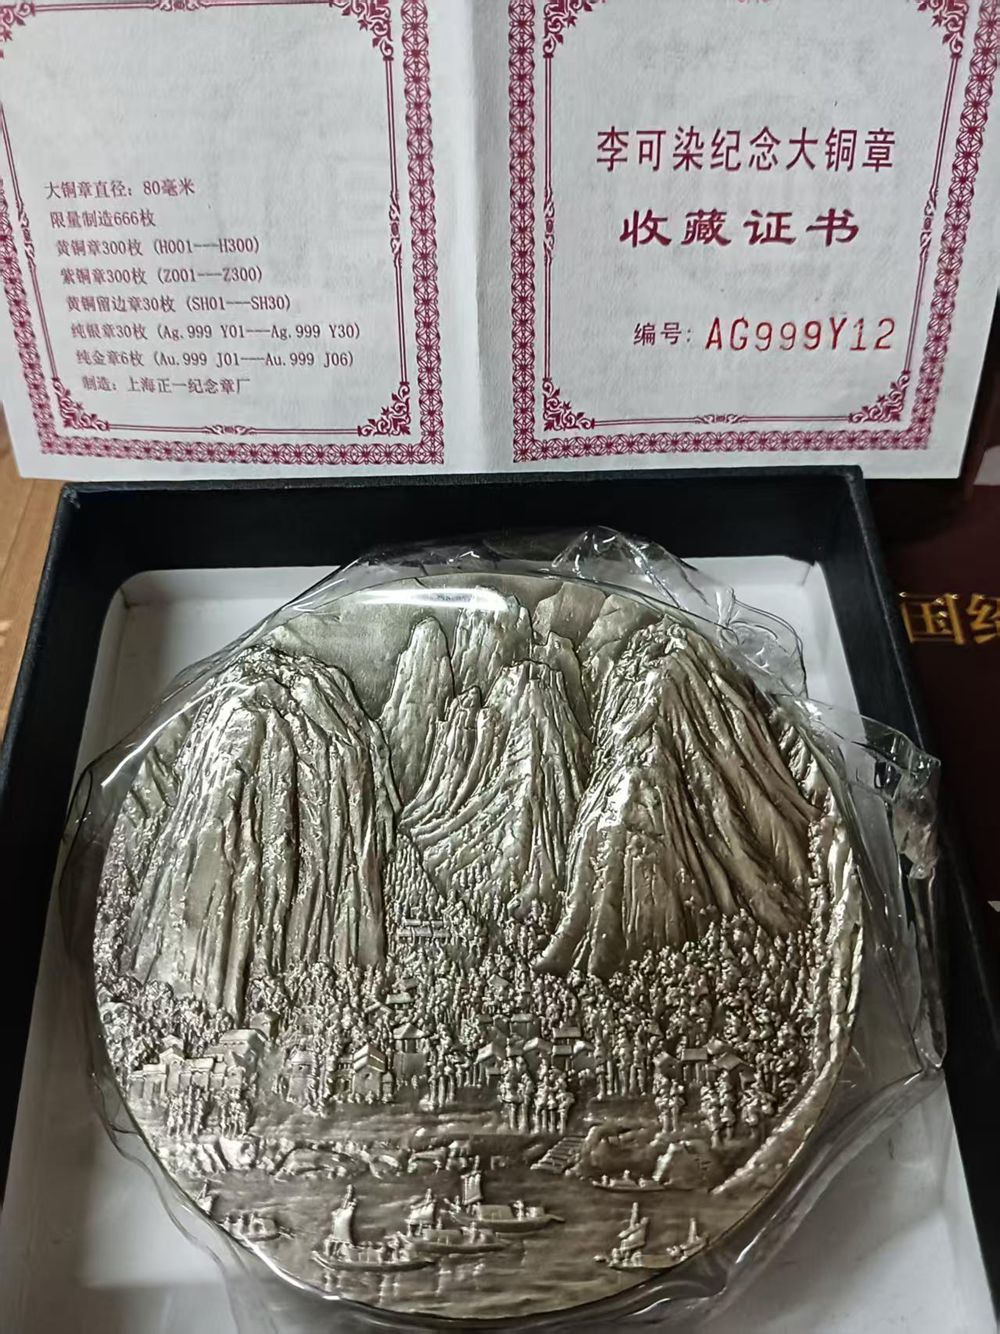 大铜章直径：80毫米
限量制造666枚
黄铜章300枚 (H001---H300)
紫铜章300枚 (Z001---Z300)
黄铜留边章30枚 (SH01---SH30)
纯银章30枚 (Ag.999 Y01---Ag.999 Y30)
纯金章6枚 (Au.999 J01---Au.999 J06)
制造：上海正一纪念章厂
李可染纪念大铜章
收藏证书
编号: AG999Y12
国